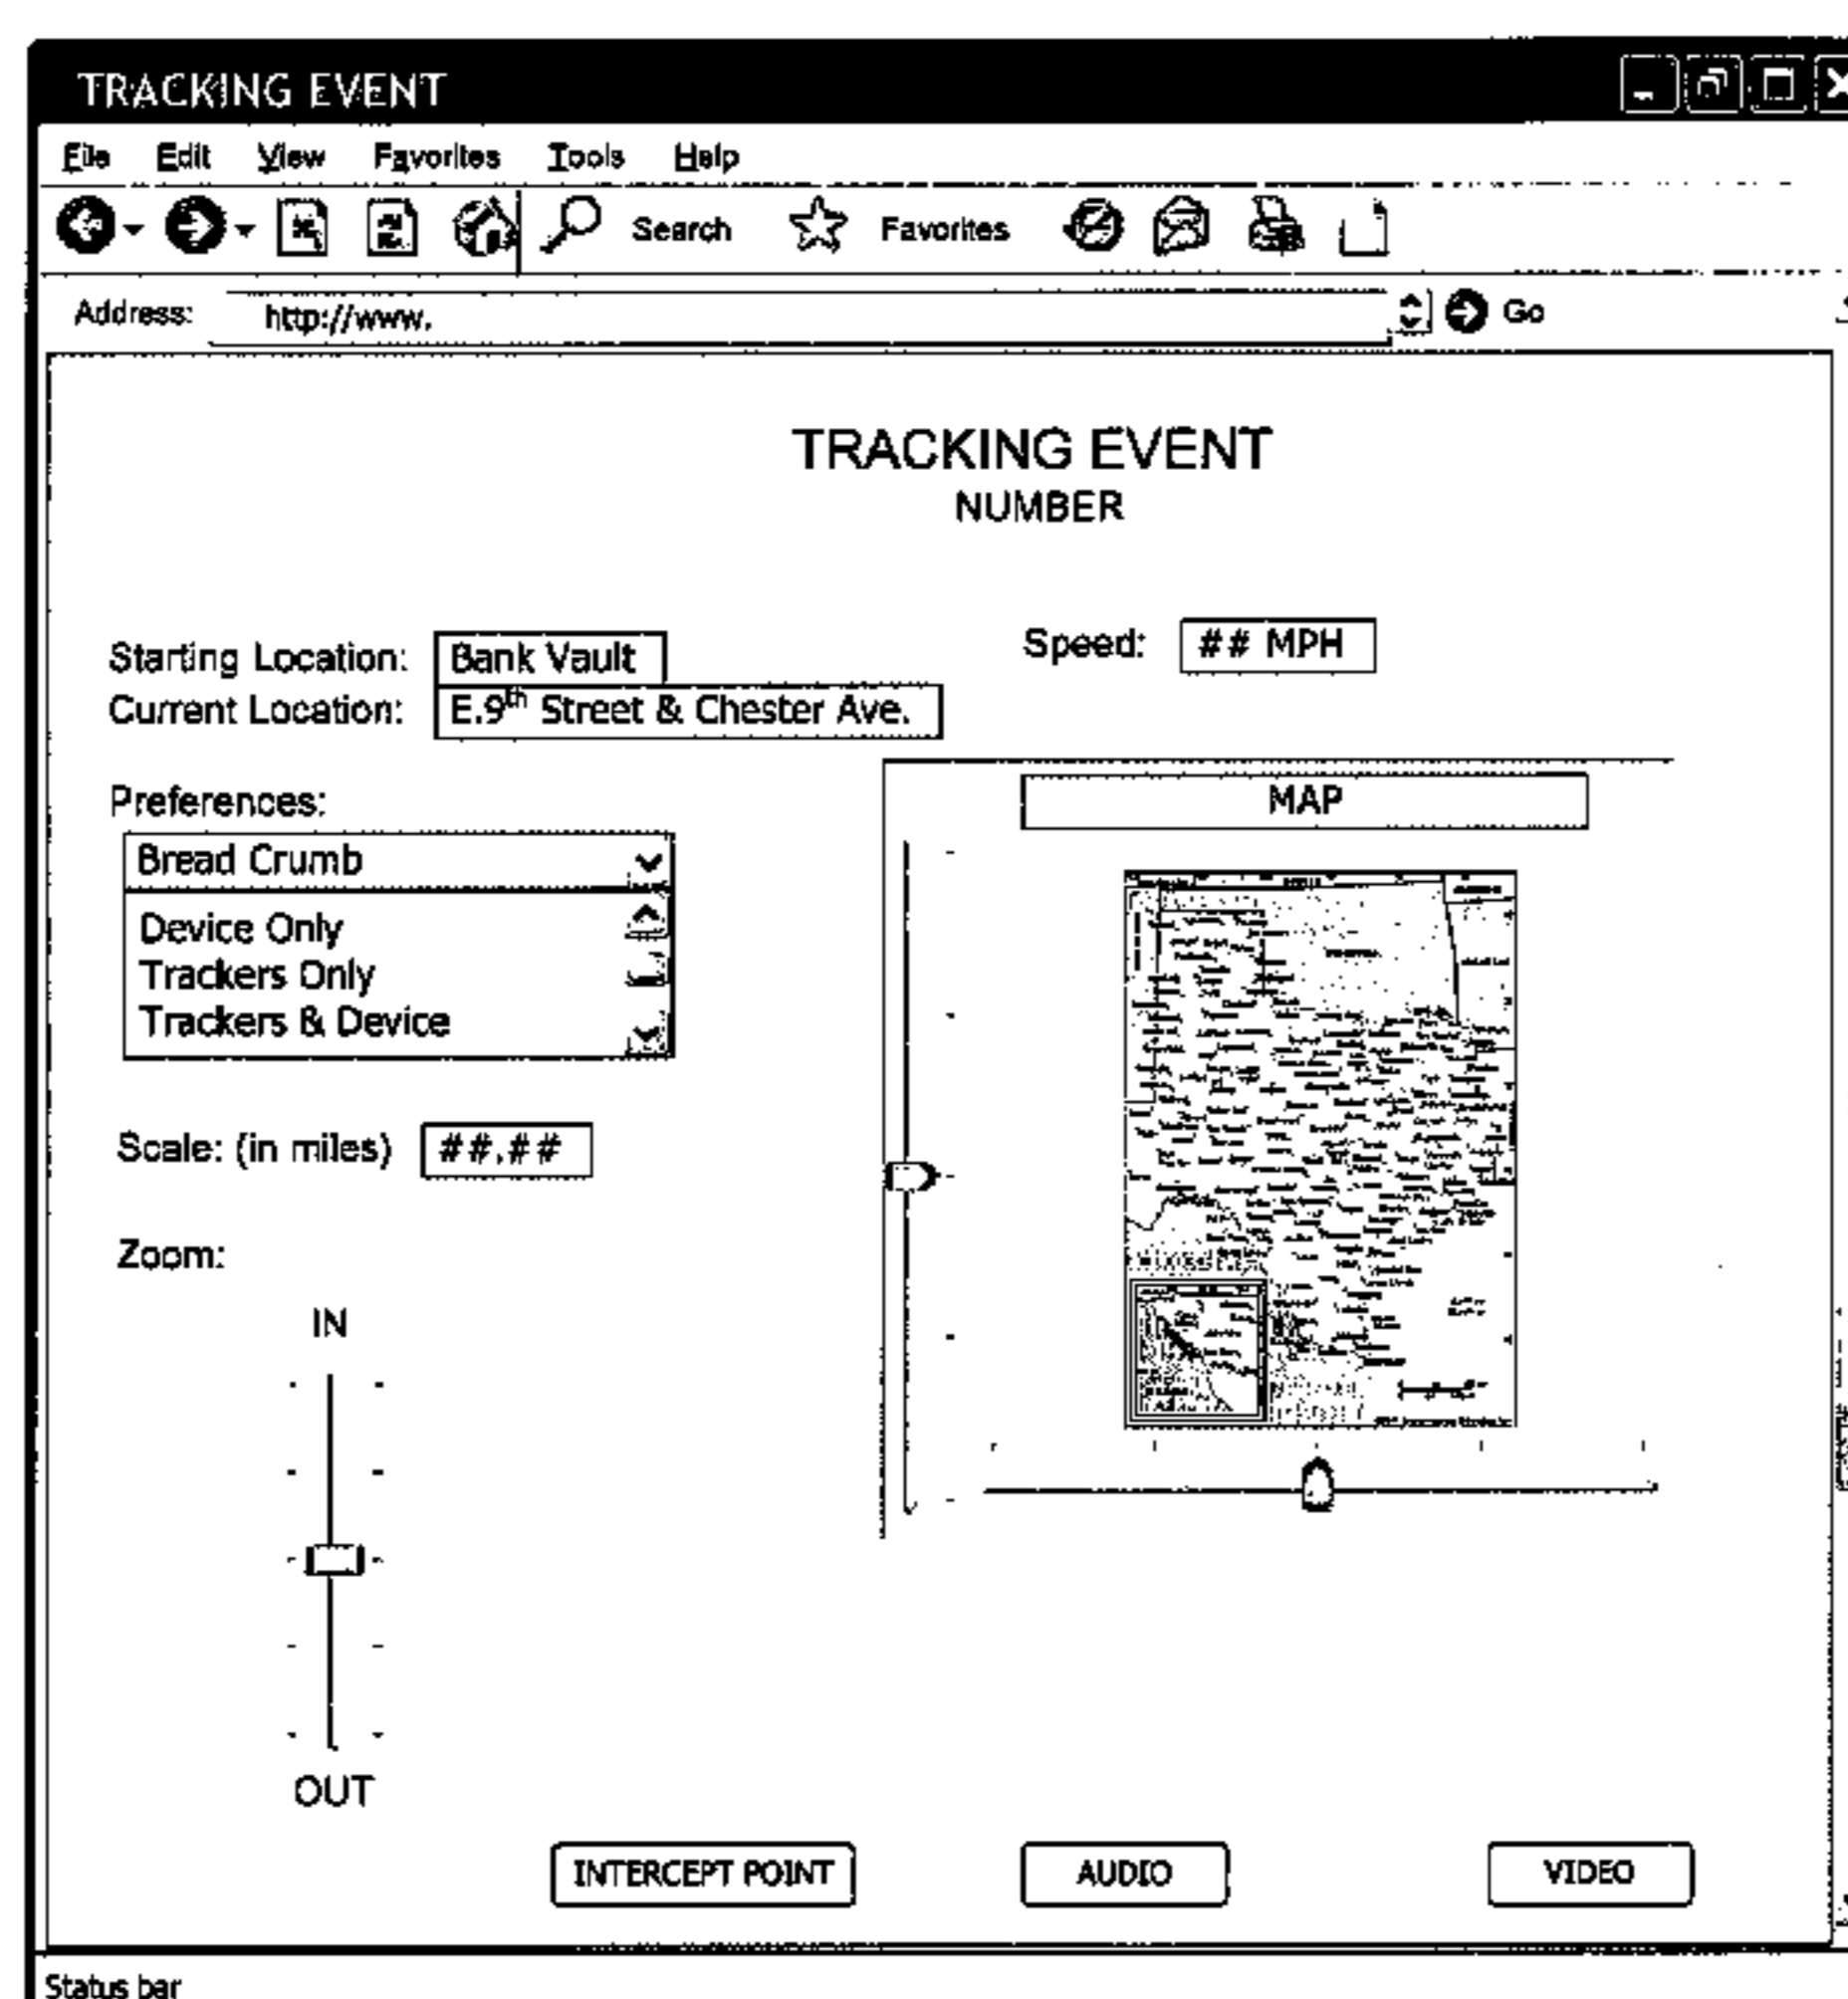 TRACKING EVENT
File Edit View Favorites Tools Help
Search Favorites
Address: http://www. Go
TRACKING EVENT
NUMBER
Starting Location: Bank Vault Speed: ## MPH
Current Location: E.9th Street & Chester Ave.
Preferences:
MAP
Bread Crumb
Device Only
Trackers Only
Trackers & Device
Scale: (in miles) ##.##
Zoom:
IN
OUT
INTERCEPT POINT AUDIO VIDEO
Status bar